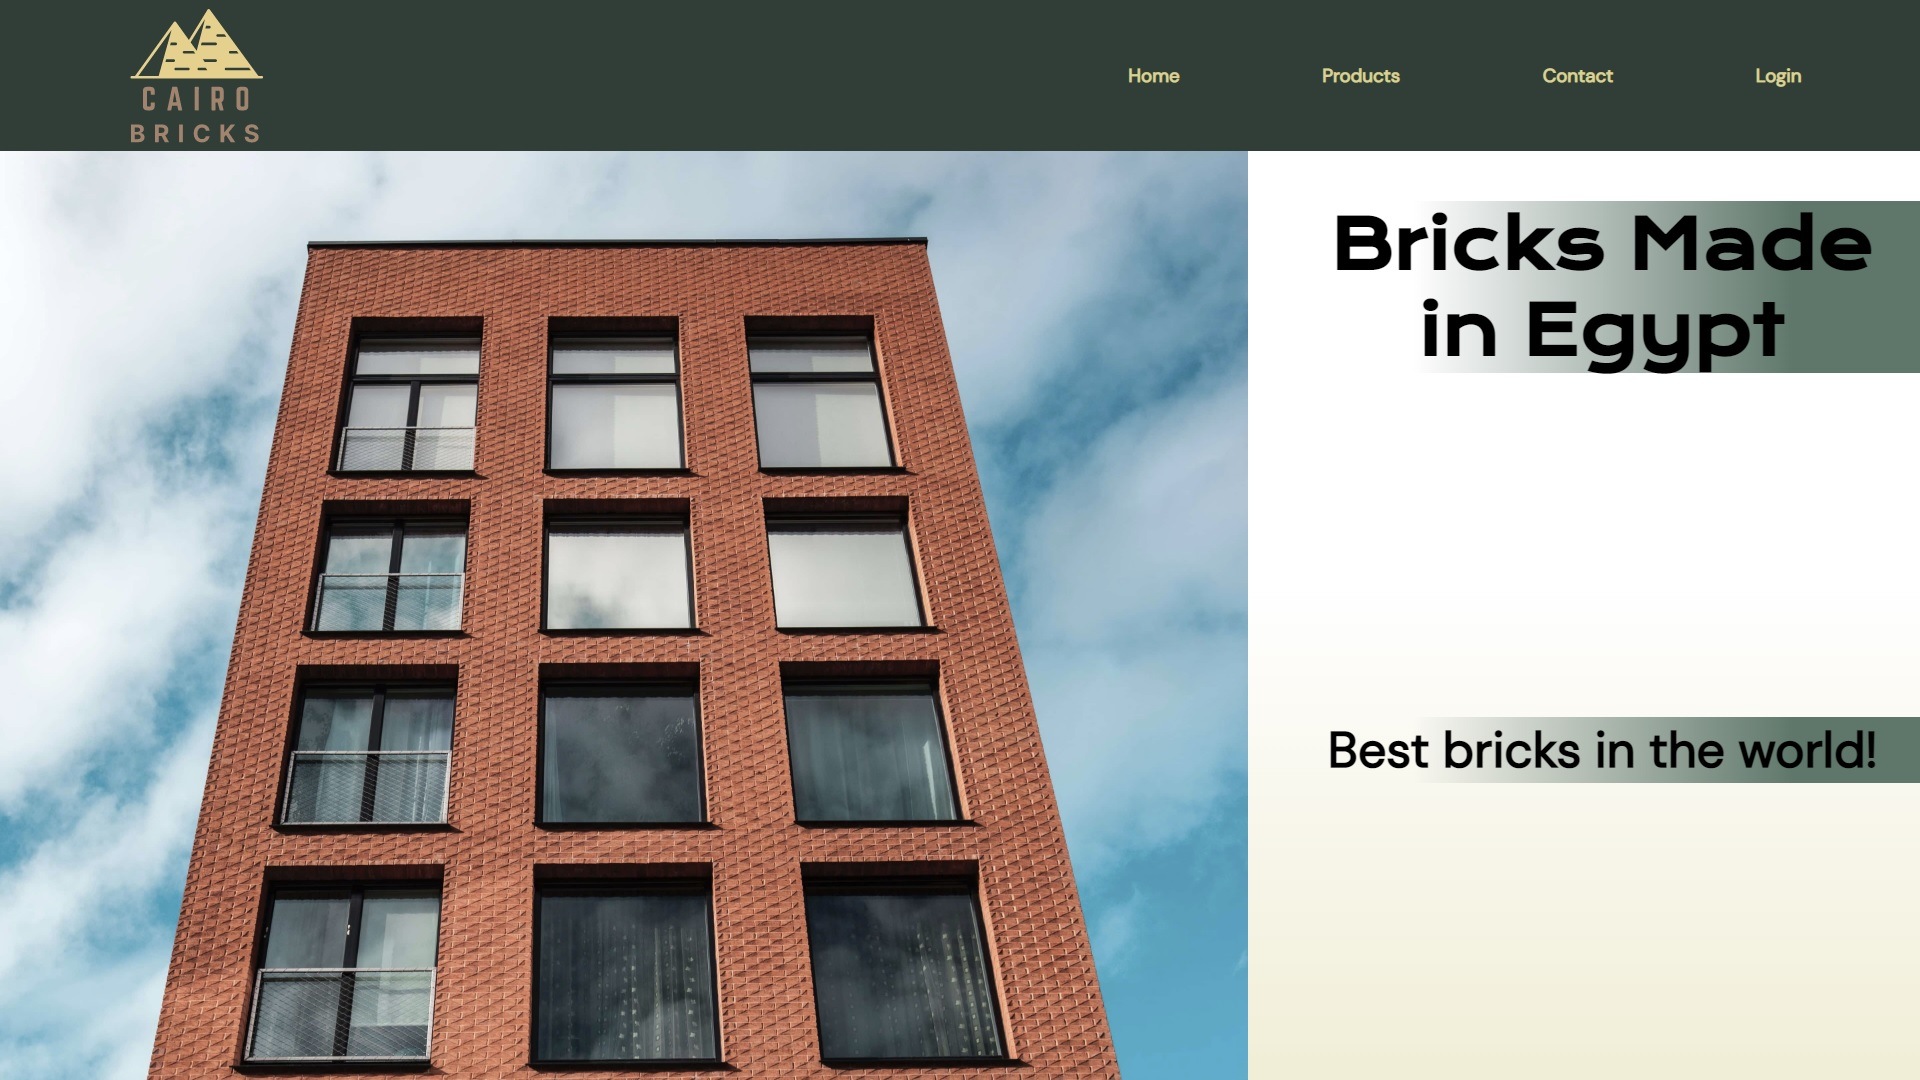 CAIRO
BRICKS
Home
Products
Contact
Login
Bricks Made
in Egypt
Best bricks in the world!